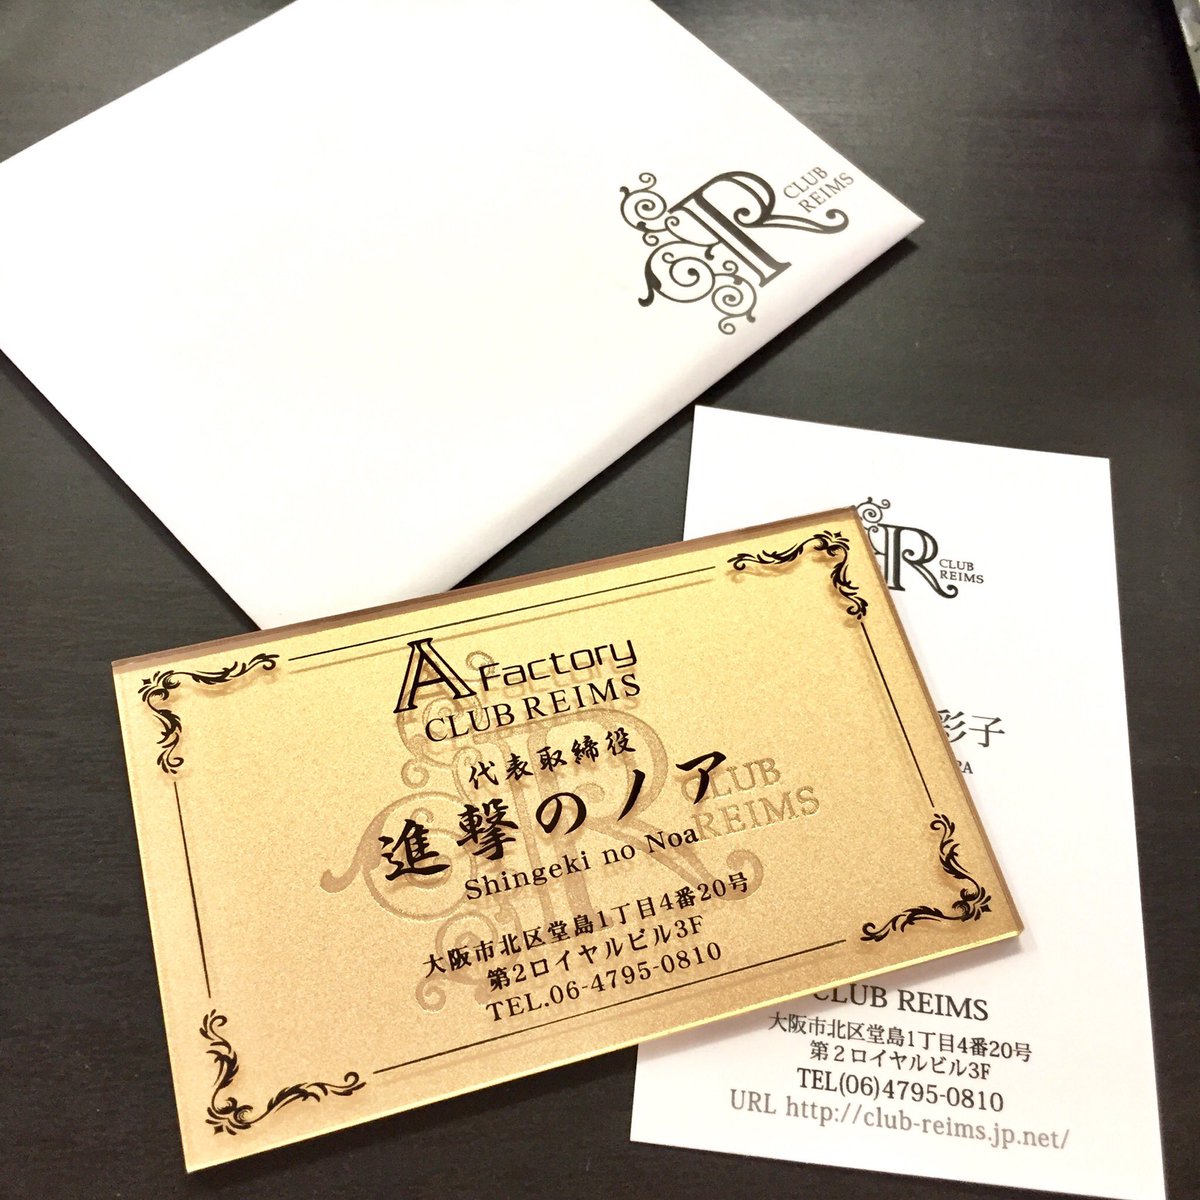 CLUB
REIMS
A Factory
CLUB REIMS
代表取締役
進撃のノア
Shingeki no Noa
大阪市北区堂島1丁目4番20号
第2ロイヤルビル3F
TEL.06-4795-0810
CLUB
REIMS
CLUB
REIMS
彩子
CLUB REIMS
大阪市北区堂島1丁目4番20号
第２ロイヤルビル3F
TEL(06)4795-0810
URL http://club-reims.jp.net/